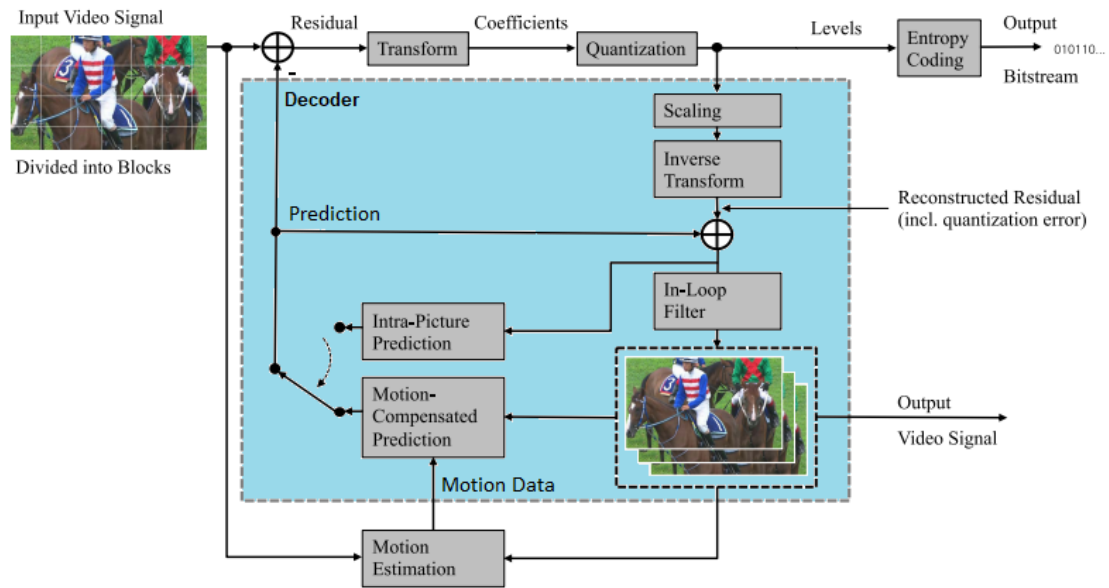 Input Video Signal
Divided into Blocks
-
Residual
Transform
Coefficients
Quantization
Levels
Entropy
Coding
Output
010110...
Bitstream
Decoder
Scaling
Inverse
Transform
Reconstructed Residual
(incl. quantization error)
Prediction
In-Loop
Filter
Intra-Picture
Prediction
Motion-
Compensated
Prediction
3
3
Output
Video Signal
Motion Data
Motion
Estimation